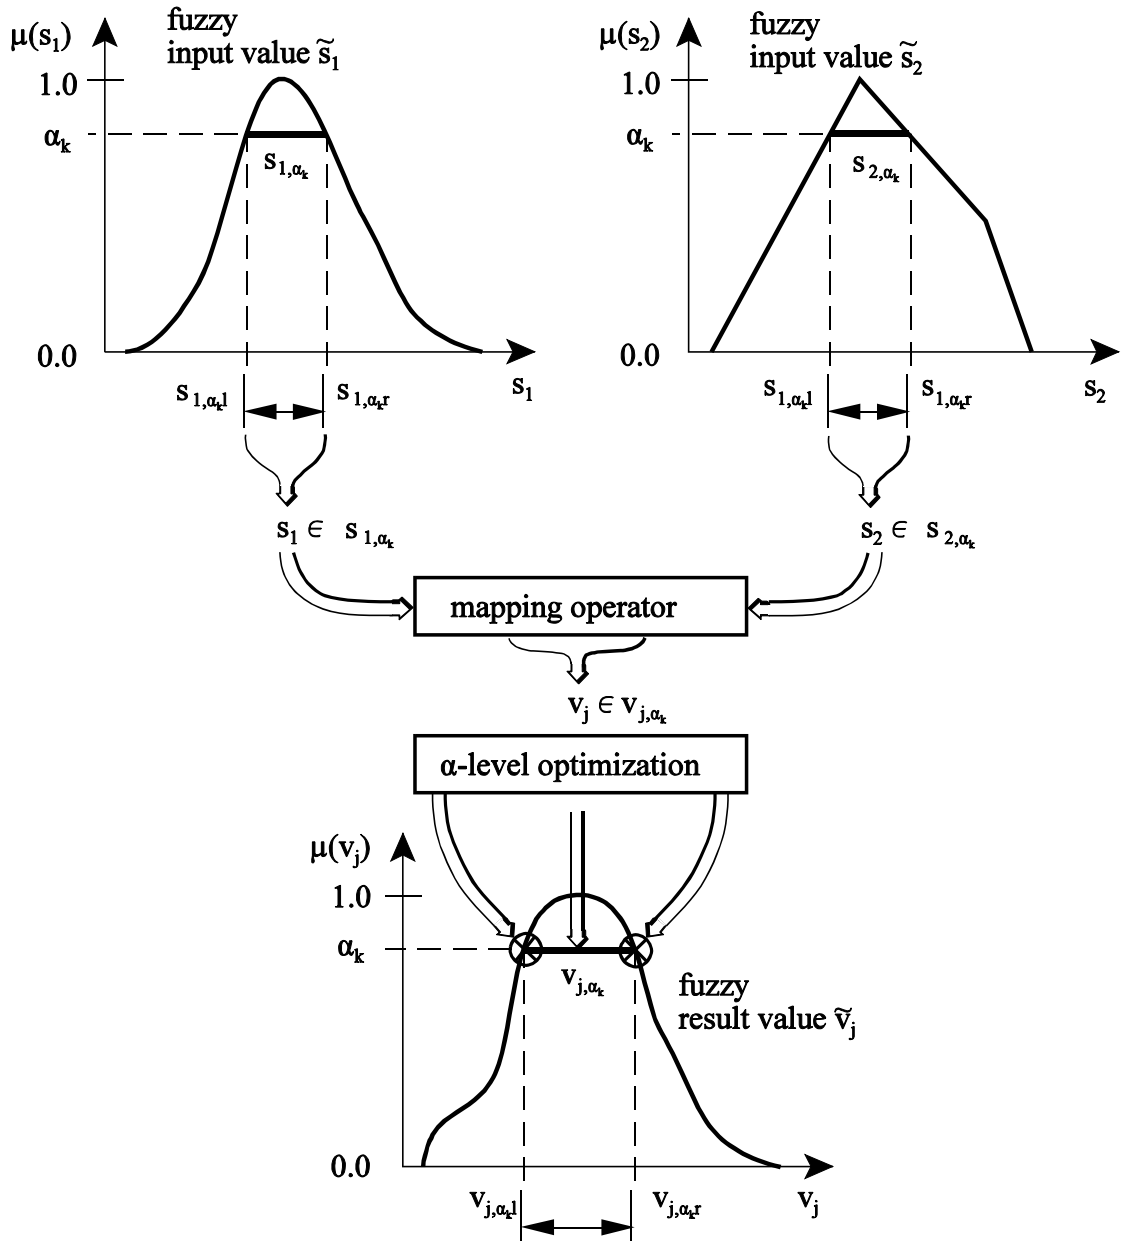 fuzzy
input value s̃₁
μ(s₁)
1.0
αₖ
s₁,αₖ
0.0
s₁,αₖl
s₁,αₖr
s₁
fuzzy
input value s̃₂
μ(s₂)
1.0
αₖ
s₂,αₖ
0.0
s₁,αₖl
s₁,αₖr
s₂
s₁ ∈ s₁,αₖ
s₂ ∈ s₂,αₖ
mapping operator
vⱼ ∈ vⱼ,αₖ
α-level optimization
μ(vⱼ)
1.0
αₖ
vⱼ,αₖ
fuzzy
result value ṽⱼ
0.0
vⱼ,αₖl
vⱼ,αₖr
vⱼ